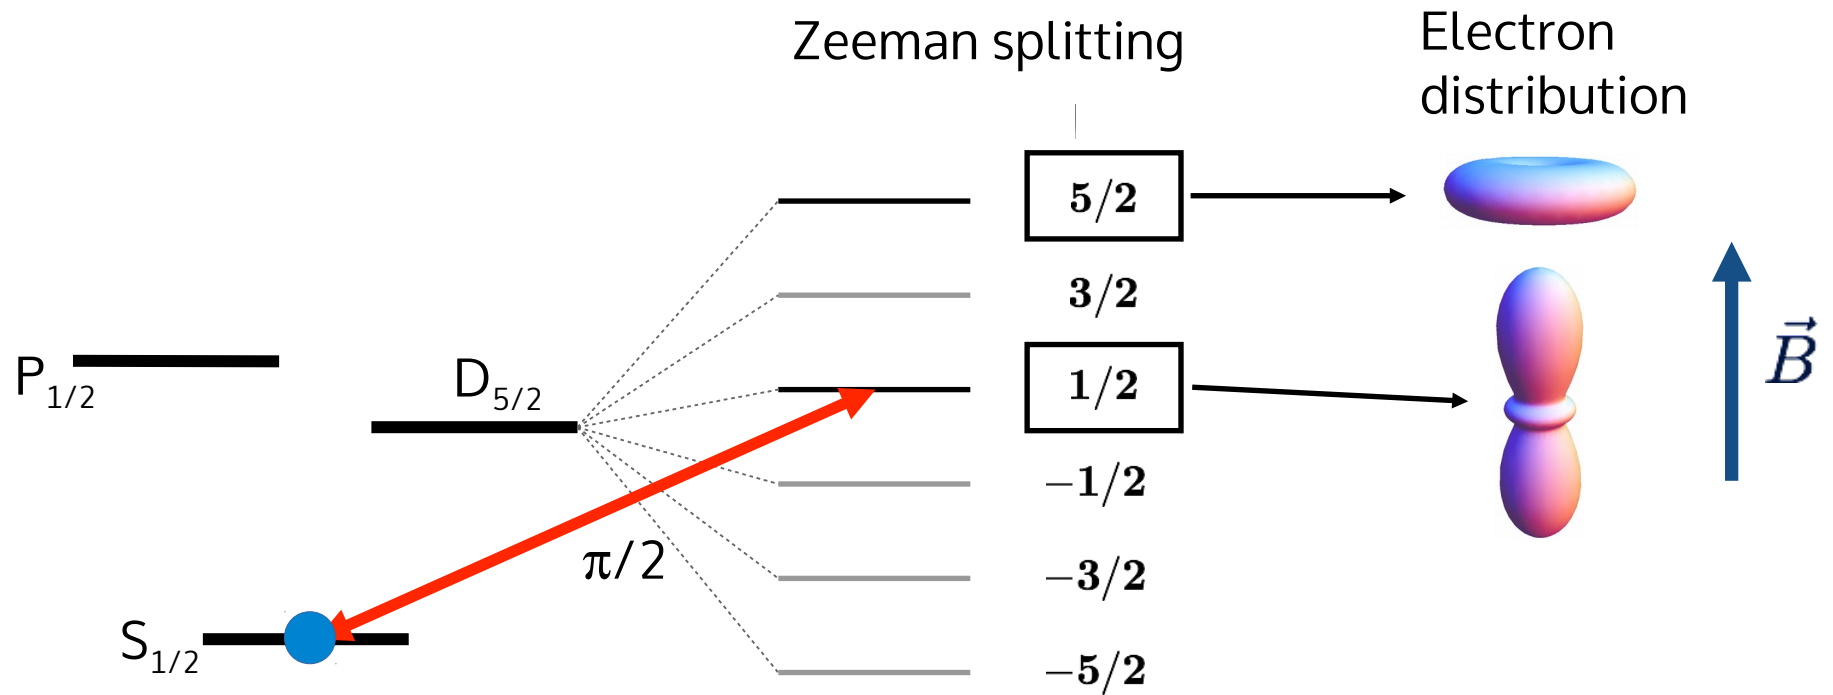 Zeeman splitting
Electron
distribution
5/2
3/2
P1/2
D5/2
1/2
B⃗
−1/2
π/2
−3/2
S1/2
−5/2